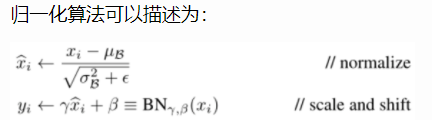 归一化算法可以描述为：
x̂ᵢ ← (xᵢ − μ_B) / √(σ²_B + ϵ) // normalize
yᵢ ← γx̂ᵢ + β ≡ BN_γ,β(xᵢ) // scale and shift